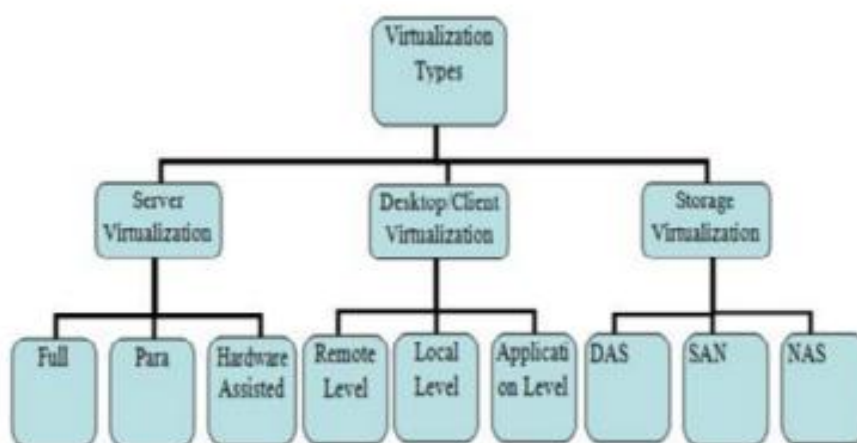 Virtualization
Types
Server
Virtualization
Desktop/Client
Virtualization
Storage
Virtualization
Full
Para
Hardware
Assisted
Remote
Level
Local
Level
Applicati
on Level
DAS
SAN
NAS